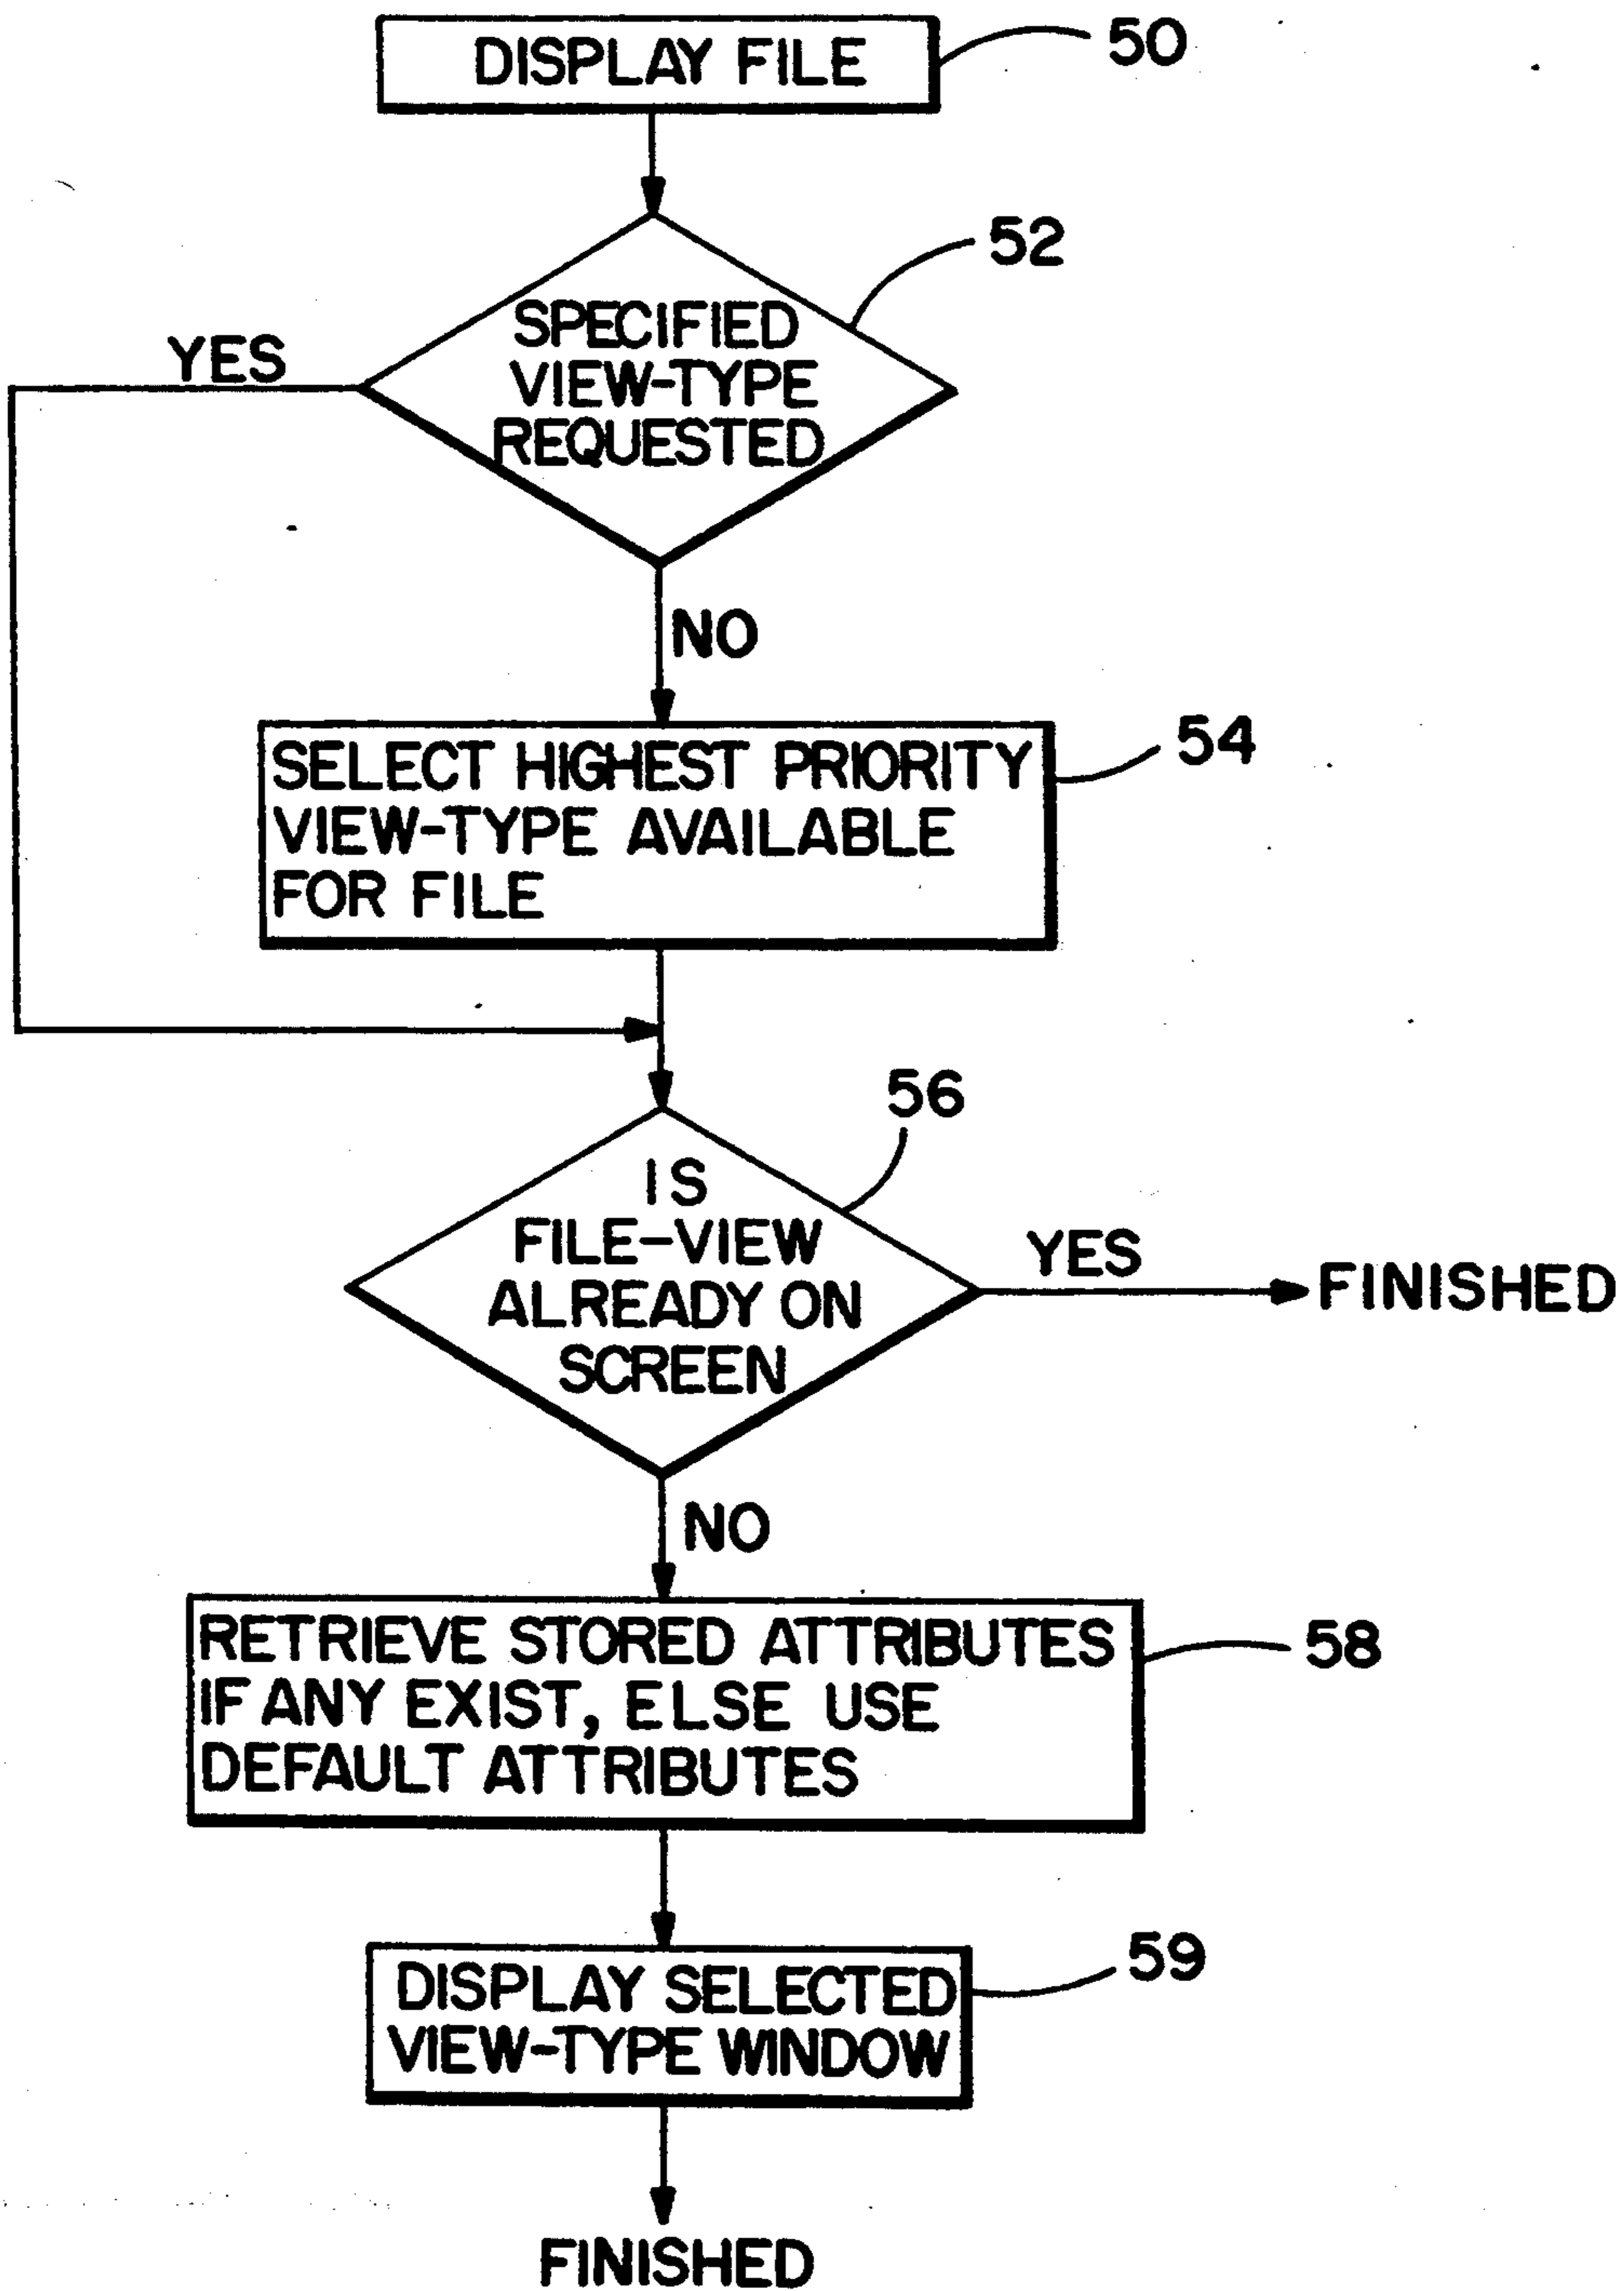 DISPLAY FILE
50
52
SPECIFIED
VIEW-TYPE
REQUESTED
YES
NO
54
SELECT HIGHEST PRIORITY
VIEW-TYPE AVAILABLE
FOR FILE
56
IS
FILE-VIEW
ALREADY ON
SCREEN
YES
FINISHED
NO
58
RETRIEVE STORED ATTRIBUTES
IF ANY EXIST, ELSE USE
DEFAULT ATTRIBUTES
59
DISPLAY SELECTED
VIEW-TYPE WINDOW
FINISHED